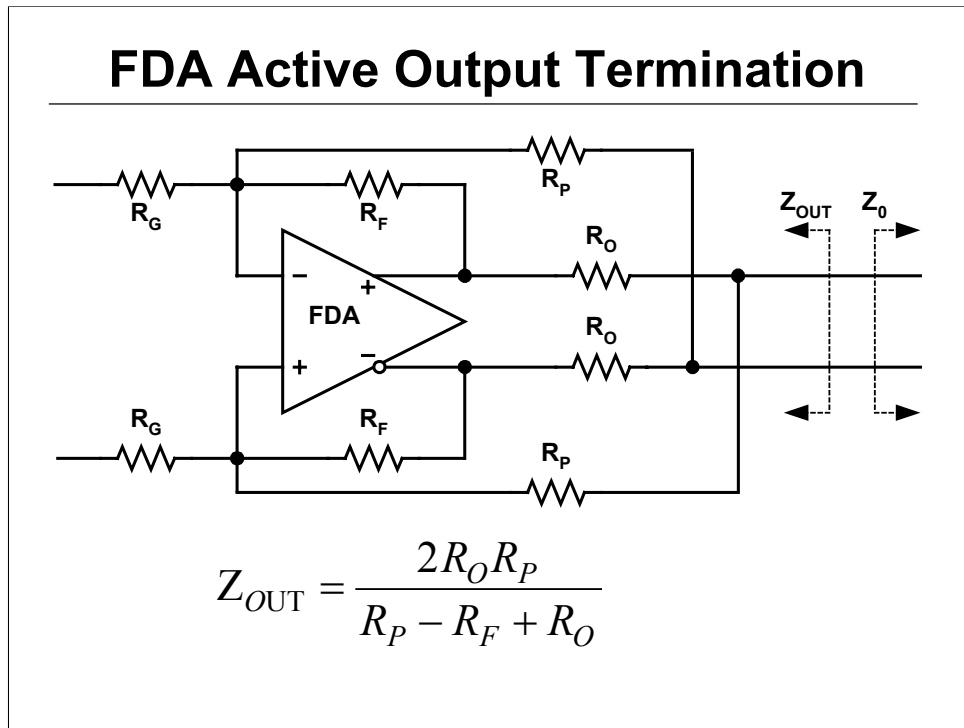 FDA Active Output Termination
R_P
R_G
R_F
Z_OUT
Z_0
R_O
−
+
FDA
R_O
+
−
R_G
R_F
R_P
Z_OUT = 2R_O R_P / (R_P − R_F + R_O)